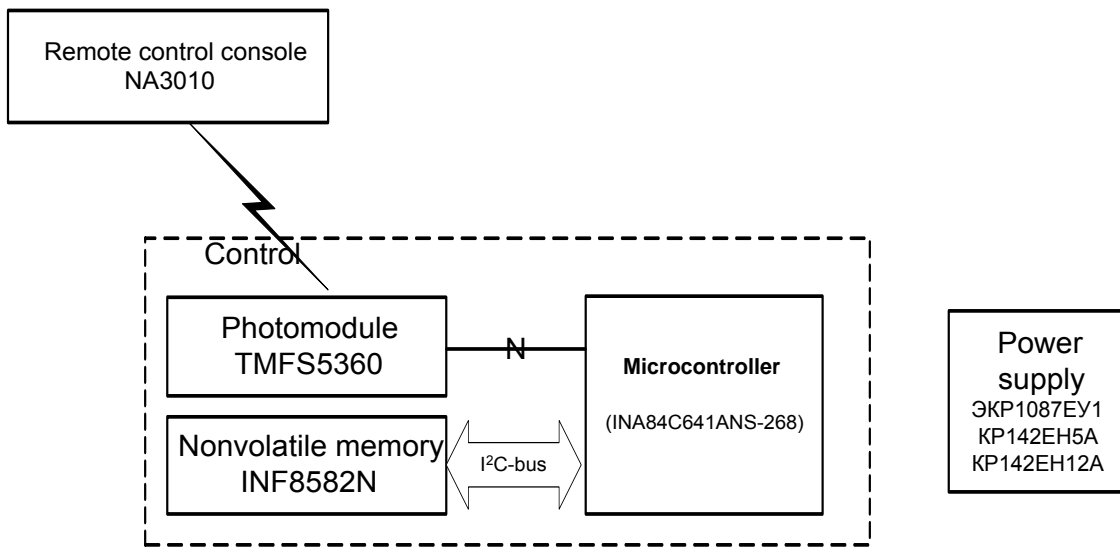 Remote control console
NA3010
Control
Photomodule
TMFS5360
N
Microcontroller
(INA84C641ANS-268)
Nonvolatile memory
INF8582N
I²C-bus
Power
supply
ЭКР1087ЕУ1
КР142ЕН5А
КР142ЕН12А